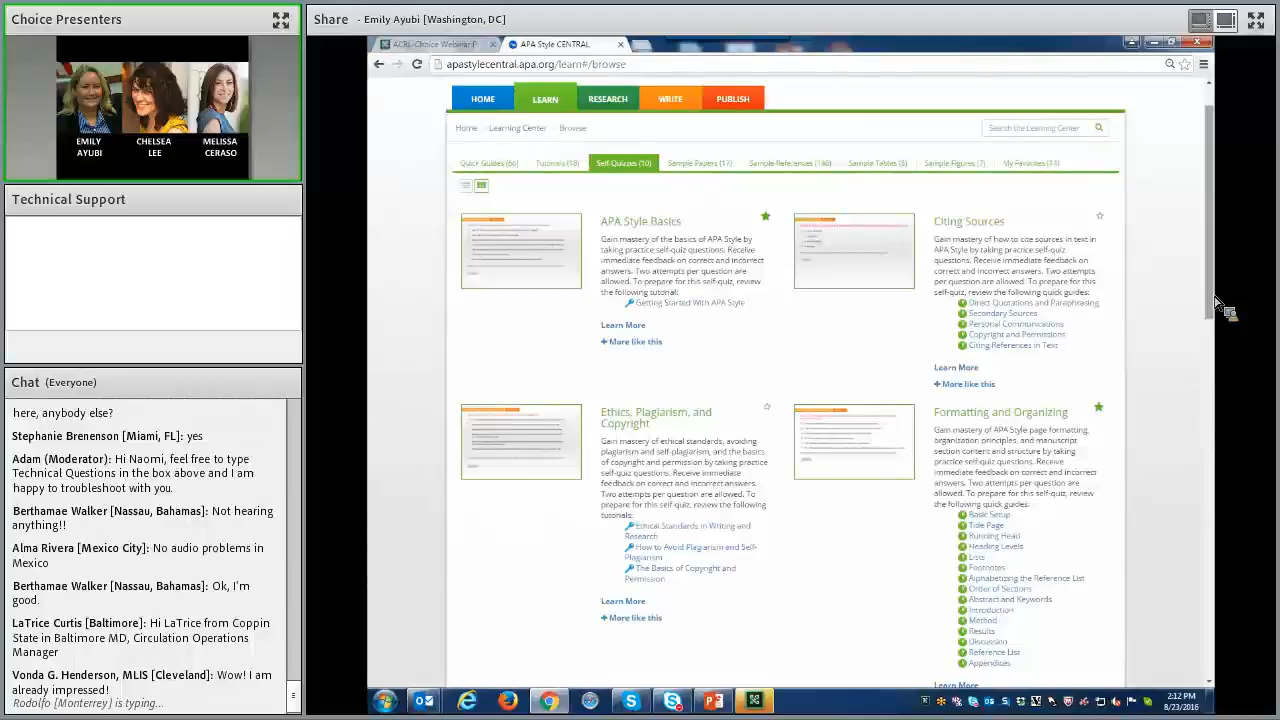 Choice Presenters
EMILY AYUBI
CHELSEA LEE
MELISSA CERASO
Technical Support
Chat (Everyone)
here, anybody else?
Stephanie Brenenson [Miami, FL]: yes
Adam (Moderator): Hi Naomi, feel free to type
Technical Questions in the box above and I am
happy to troubleshoot with you.
Berthamae Walker [Nassau, Bahamas]: Not hearing
anything!!
Alma Rivera [Mexico City]: No audio problems in
Mexico
Berthamae Walker [Nassau, Bahamas]: Ok, I'm
good.
LaTrice Curtis [Baltimore]: Hi LaTrice from Coppin
State in Baltimore MD, Circulation Operations
Manager
Vonda G. Henderson, MLIS [Cleveland]: Wow! I am
already impressed!
Rodolfo [Monterrey] is typing...
Share - Emily Ayubi [Washington, DC]
ACRL-Choice Webinar P
APA Style CENTRAL
apastylecentral.apa.org/learn#/browse
HOME LEARN RESEARCH WRITE PUBLISH
Home Learning Center Browse
Search the Learning Center
Quick Guides (66) Tutorials (18) Self-Quizzes (10) Sample Papers (17) Sample References (146) Sample Tables (8) Sample Figures (7) My Favorites (14)
APA Style Basics
Gain mastery of the basics of APA Style by
taking practice self-quiz questions. Receive
immediate feedback on correct and incorrect
answers. Two attempts per question are
allowed. To prepare for this self-quiz, review
the following tutorial:
Getting Started With APA Style
Learn More
+ More like this
Citing Sources
Gain mastery of how to cite sources in text in
APA Style by taking practice self-quiz
questions. Receive immediate feedback on
correct and incorrect answers. Two attempts
per question are allowed. To prepare for this
self-quiz, review the following quick guides:
Direct Quotations and Paraphrasing
Secondary Sources
Personal Communications
Copyright and Permissions
Citing References in Text
Learn More
+ More like this
Ethics, Plagiarism, and
Copyright
Gain mastery of ethical standards, avoiding
plagiarism and self-plagiarism, and the basics
of copyright and permission by taking practice
self-quiz questions. Receive immediate
feedback on correct and incorrect answers.
Two attempts per question are allowed. To
prepare for this self-quiz, review the following
tutorials:
Ethical Standards in Writing and
Research
How to Avoid Plagiarism and Self-
Plagiarism
The Basics of Copyright and
Permission
Learn More
+ More like this
Formatting and Organizing
Gain mastery of APA Style page formatting,
organization principles, and manuscript
section content and structure by taking
practice self-quiz questions. Receive
immediate feedback on correct and incorrect
answers. Two attempts per question are
allowed. To prepare for this self-quiz, review
the following quick guides:
Basic Setup
Title Page
Running Head
Heading Levels
Lists
Footnotes
Alphabetizing the Reference List
Order of Sections
Abstract and Keywords
Introduction
Method
Results
Discussion
Reference List
Appendices
Learn More
2:12 PM
8/23/2016